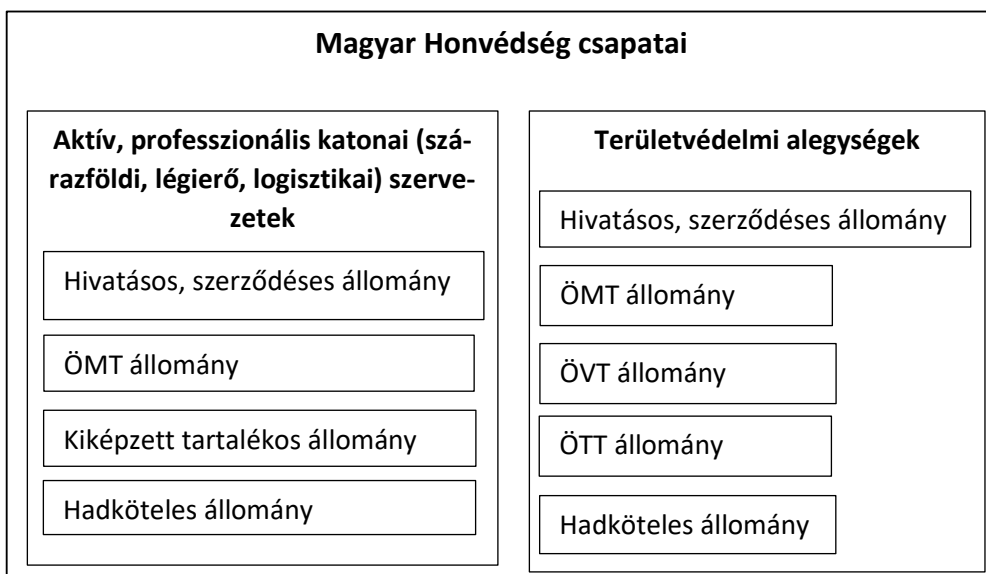 Magyar Honvédség csapatai
Aktív, professzionális katonai (szá-
razföldi, légierő, logisztikai) szerve-
zetek
Hivatásos, szerződéses állomány
ÖMT állomány
Kiképzett tartalékos állomány
Hadköteles állomány
Területvédelmi alegységek
Hivatásos, szerződéses állomány
ÖMT állomány
ÖVT állomány
ÖTT állomány
Hadköteles állomány